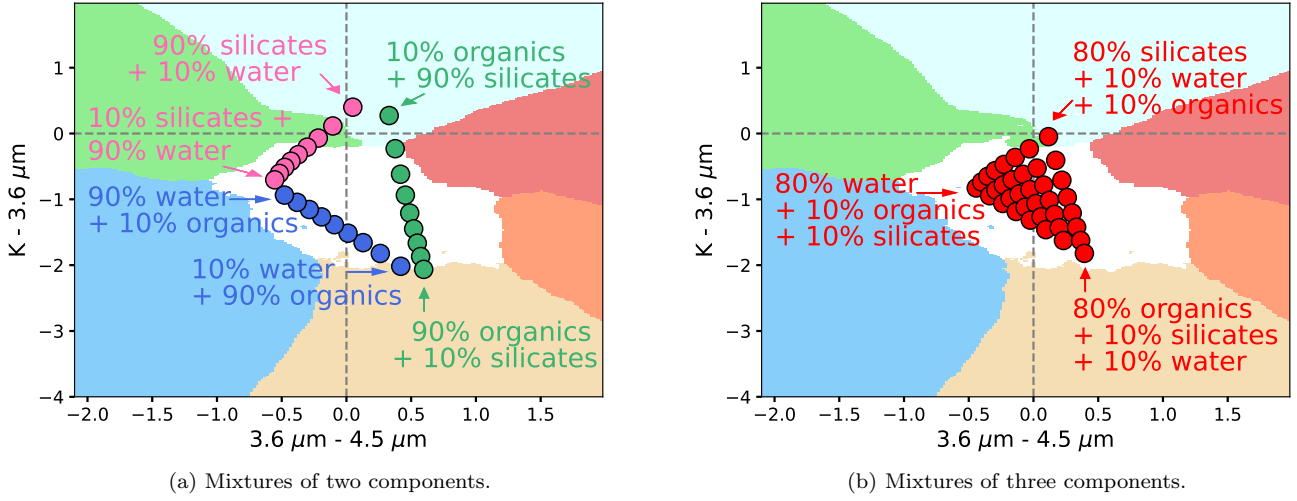 90% silicates
+ 10% water
10% organics
+ 90% silicates
10% silicates +
90% water
90% water
+ 10% organics
10% water
+ 90% organics
90% organics
+ 10% silicates
1
0
−1
−2
−3
−4
K - 3.6 μm
−2.0 −1.5 −1.0 −0.5 0.0 0.5 1.0 1.5
3.6 μm - 4.5 μm
(a) Mixtures of two components.
80% silicates
+ 10% water
+ 10% organics
80% water
+ 10% organics
+ 10% silicates
80% organics
+ 10% silicates
+ 10% water
1
0
−1
−2
−3
−4
K - 3.6 μm
−2.0 −1.5 −1.0 −0.5 0.0 0.5 1.0 1.5
3.6 μm - 4.5 μm
(b) Mixtures of three components.